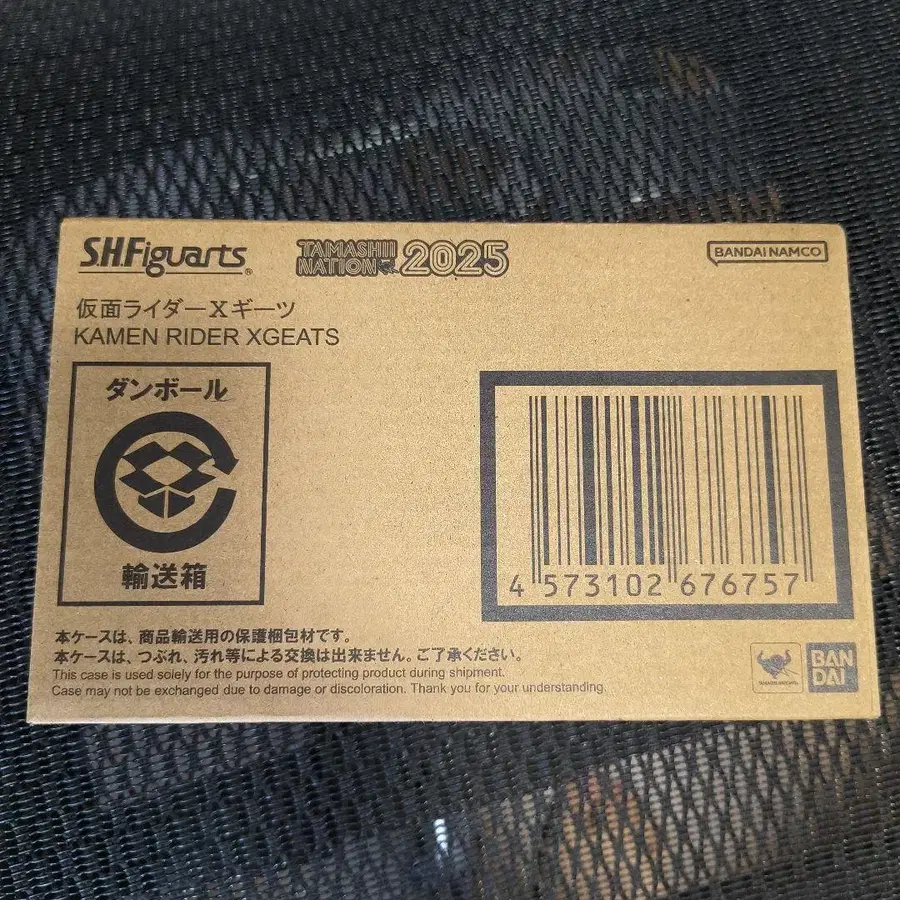 S.H.Figuarts®
TAMASHII NATION 2025
BANDAI NAMCO
仮面ライダーXギーツ
KAMEN RIDER XGEATS
ダンボール
輸送箱
4 573102 676757
本ケースは、商品輸送用の保護梱包材です。
本ケースは、つぶれ、汚れ等による交換は出来ません。ご了承ください。
This case is used solely for the purpose of protecting product during shipment.
Case may not be exchanged due to damage or discoloration. Thank you for your understanding.
TAMASHII NATIONS
BAN
DAI